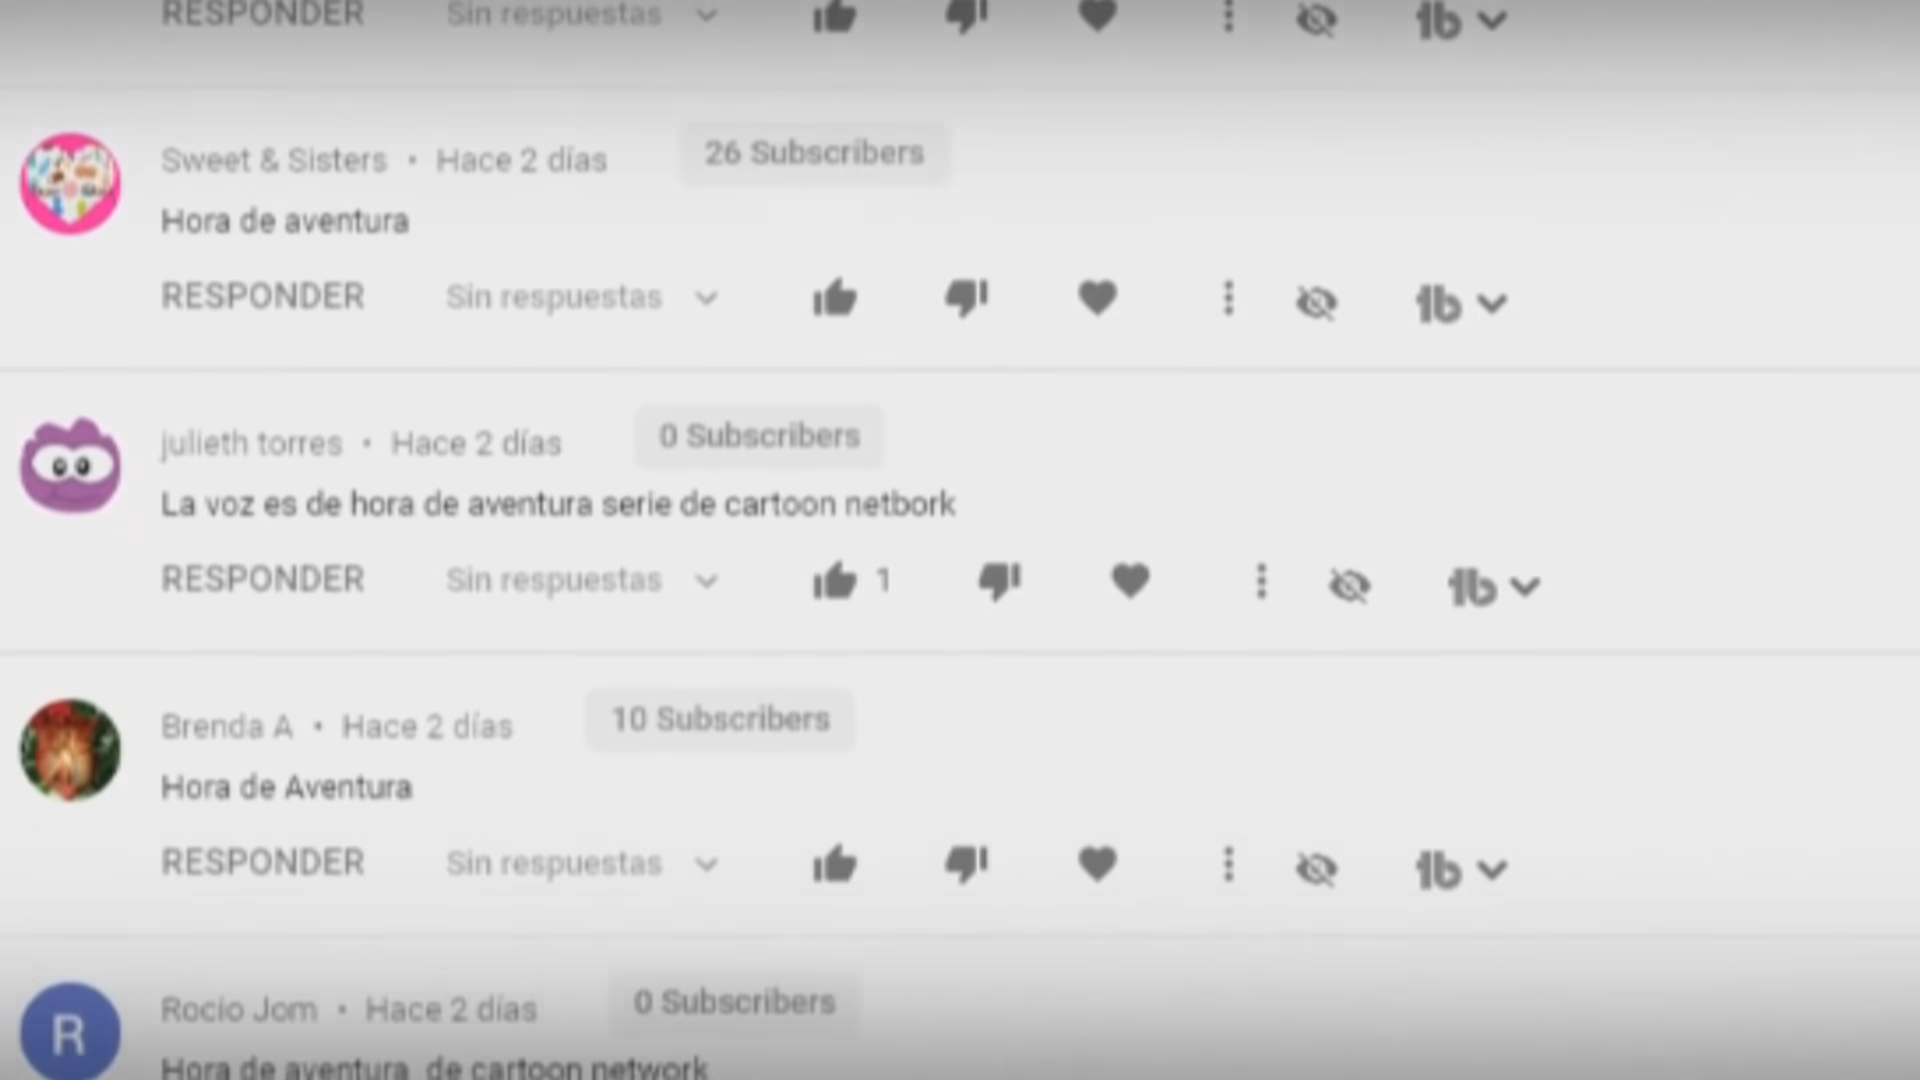 RESPONDER Sin respuestas
Sweet & Sisters • Hace 2 días 26 Subscribers
Hora de aventura
RESPONDER Sin respuestas
julieth torres • Hace 2 días 0 Subscribers
La voz es de hora de aventura serie de cartoon netbork
RESPONDER Sin respuestas 1
Brenda A • Hace 2 días 10 Subscribers
Hora de Aventura
RESPONDER Sin respuestas
R
Rocio Jom • Hace 2 días 0 Subscribers
Hora de aventura de cartoon network